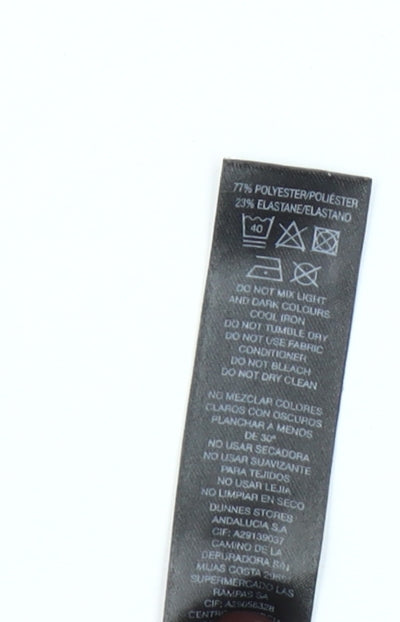 77% POLYESTER/POLIÉSTER
23% ELASTANE/ELASTANO
40
DO NOT MIX LIGHT
AND DARK COLOURS
COOL IRON
DO NOT TUMBLE DRY
DO NOT USE FABRIC
CONDITIONER
DO NOT BLEACH
DO NOT DRY CLEAN
NO MEZCLAR COLORES
CLAROS CON OSCUROS
PLANCHAR A MENOS
DE 30°
NO USAR SECADORA
NO USAR SUAVIZANTE
PARA TEJIDOS
NO USAR LEJIA
NO LIMPIAR EN SECO
DUNNES STORES
ANDALUCIA S.A
CIF: A29139037
CAMINO DE LA
DEPURADORA S/N
MIJAS COSTA
SUPERMERCADO LAS
RAMPAS SA
CIF: A29056328